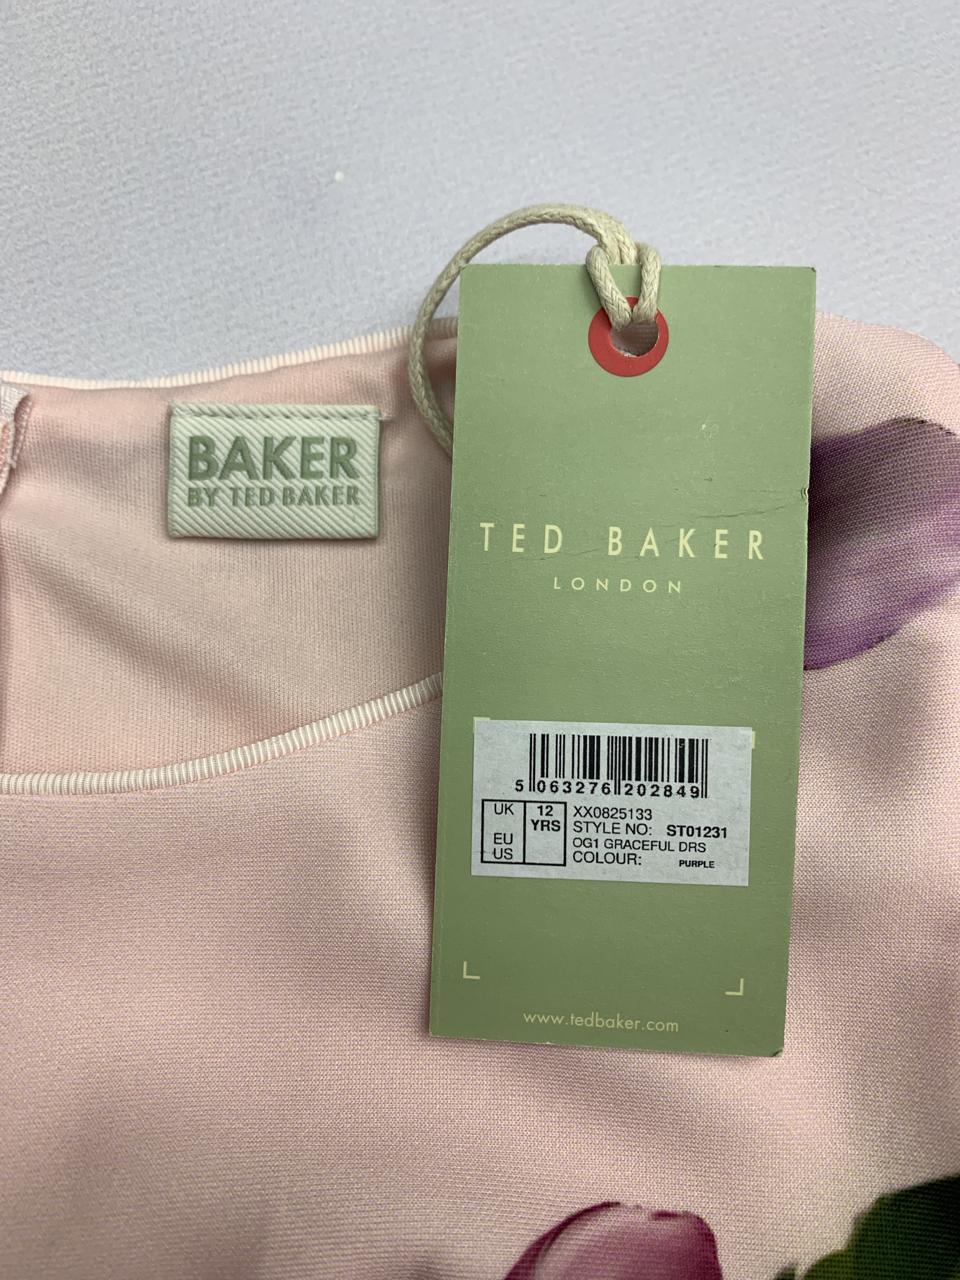 BAKER
BY TED BAKER
TED BAKER
LONDON
5 063276 202849
UK 12 YRS
EU
US
XX0825133
STYLE NO: ST01231
OG1 GRACEFUL DRS
COLOUR: PURPLE
www.tedbaker.com